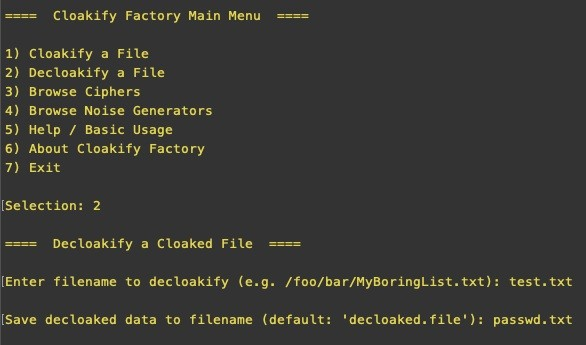 ====  Cloakify Factory Main Menu  ====
1) Cloakify a File
2) Decloakify a File
3) Browse Ciphers
4) Browse Noise Generators
5) Help / Basic Usage
6) About Cloakify Factory
7) Exit
[Selection: 2
====  Decloakify a Cloaked File  ====
[Enter filename to decloakify (e.g. /foo/bar/MyBoringList.txt): test.txt
[Save decloaked data to filename (default: 'decloaked.file'): passwd.txt